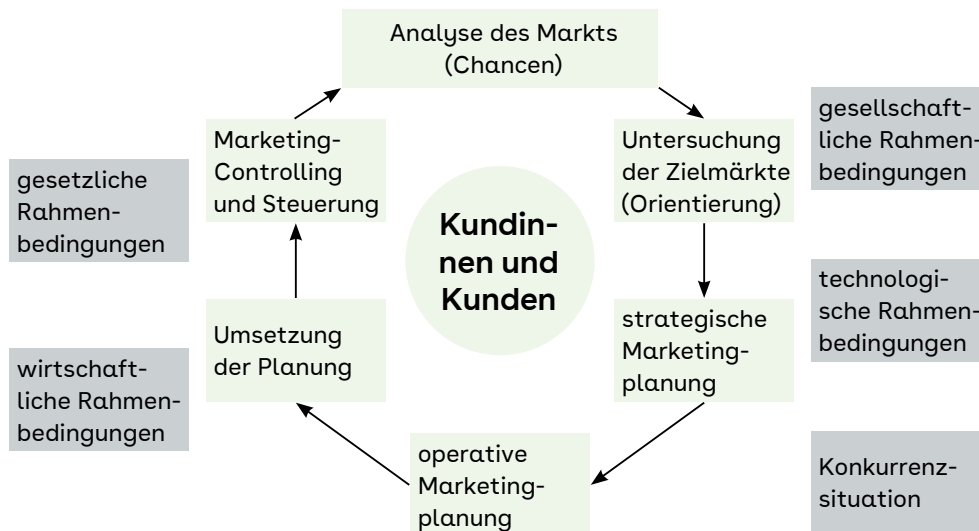 Analyse des Markts
(Chancen)
Untersuchung
der Zielmärkte
(Orientierung)
strategische
Marketing-
planung
operative
Marketing-
planung
Umsetzung
der Planung
Marketing-
Controlling
und Steuerung
Kundin-
nen und
Kunden
gesetzliche
Rahmen-
bedingungen
wirtschaft-
liche Rahmen-
bedingungen
gesellschaft-
liche Rahmen-
bedingungen
technologi-
sche Rahmen-
bedingungen
Konkurrenz-
situation